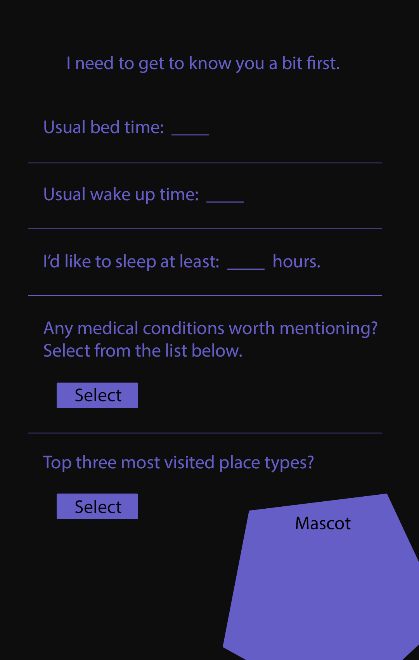 I need to get to know you a bit first.
Usual bed time: ____
Usual wake up time: ____
I'd like to sleep at least: ____ hours.
Any medical conditions worth mentioning?
Select from the list below.
Select
Top three most visited place types?
Select
Mascot